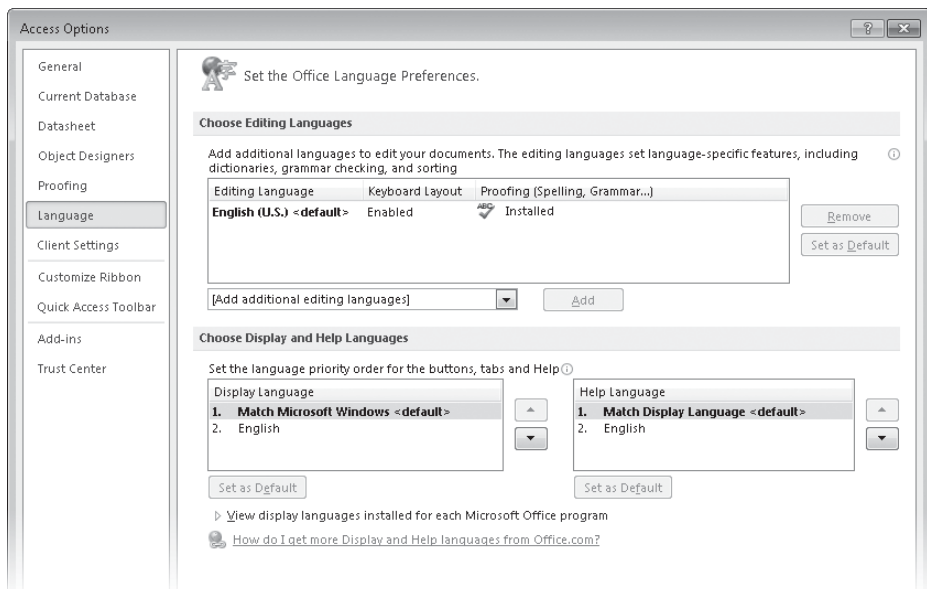 Access Options
General
Current Database
Datasheet
Object Designers
Proofing
Language
Client Settings
Customize Ribbon
Quick Access Toolbar
Add-ins
Trust Center
Set the Office Language Preferences.
Choose Editing Languages
Add additional languages to edit your documents. The editing languages set language-specific features, including
dictionaries, grammar checking, and sorting
Editing Language Keyboard Layout Proofing (Spelling, Grammar...)
English (U.S.) <default> Enabled ABC Installed
Remove
Set as Default
[Add additional editing languages] Add
Choose Display and Help Languages
Set the language priority order for the buttons, tabs and Help
Display Language
1. Match Microsoft Windows <default>
2. English
Set as Default
Help Language
1. Match Display Language <default>
2. English
Set as Default
View display languages installed for each Microsoft Office program
How do I get more Display and Help languages from Office.com?